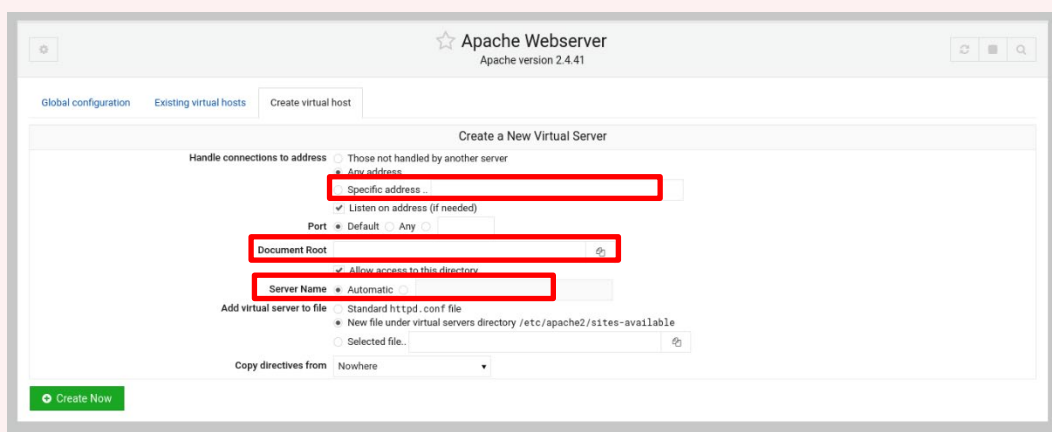 Apache Webserver
Apache version 2.4.41
Global configuration Existing virtual hosts Create virtual host
Create a New Virtual Server
Handle connections to address Those not handled by another server
Any address
Specific address ..
Listen on address (if needed)
Port Default Any
Document Root
Allow access to this directory
Server Name Automatic
Add virtual server to file Standard httpd.conf file
New file under virtual servers directory /etc/apache2/sites-available
Selected file..
Copy directives from Nowhere
Create Now